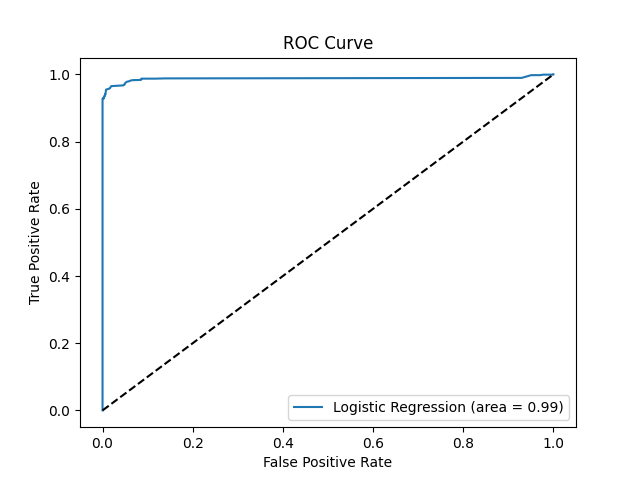 ROC Curve
1.0
0.8
0.6
0.4
0.2
0.0
True Positive Rate
Logistic Regression (area = 0.99)
0.0 0.2 0.4 0.6 0.8 1.0
False Positive Rate